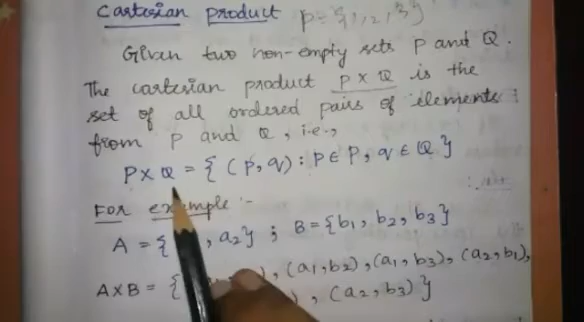 Cartesian product P={1,2,3}
Given two non-empty sets P and Q.
The cartesian product P x Q is the
set of all ordered pairs of elements
from P and Q, i.e.,
P x Q = { (p, q) : p ∈ P, q ∈ Q }
For example :-
A = { , a2} ; B = {b1, b2, b3}
A x B = { ), (a1, b2), (a1, b3), (a2, b1),
), (a2, b3) }